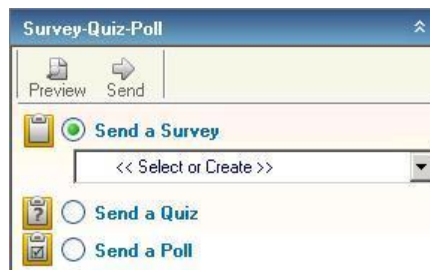 Survey-Quiz-Poll
Preview Send
Send a Survey
<< Select or Create >>
Send a Quiz
Send a Poll